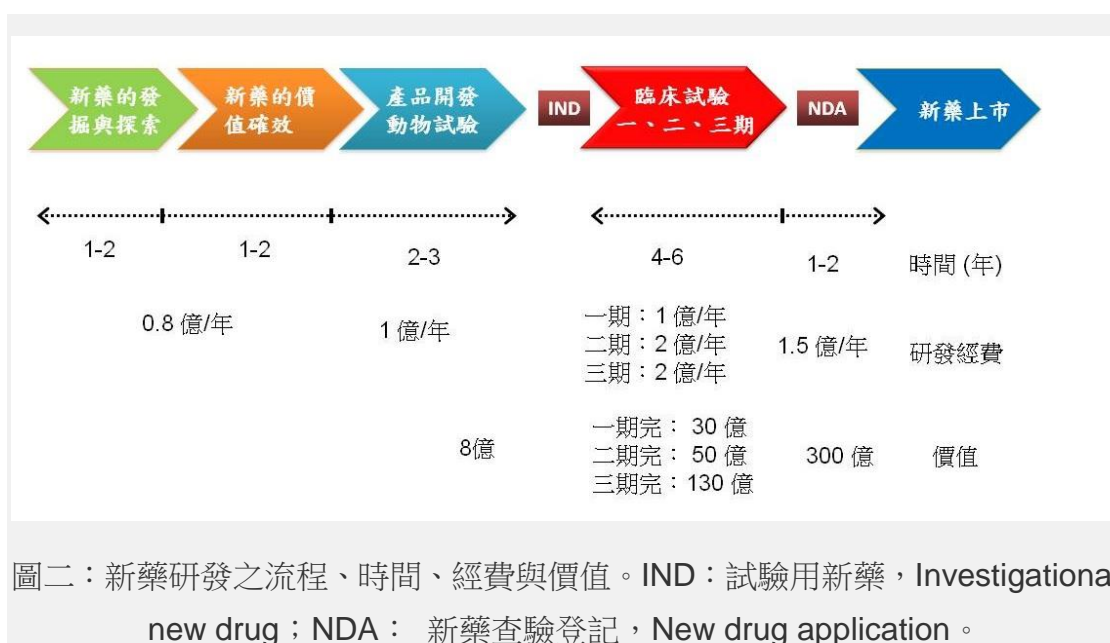 新藥的發
掘與探索
新藥的價
值確效
產品開發
動物試驗
IND
臨床試驗
一、二、三期
NDA
新藥上市
1-2
1-2
2-3
4-6
1-2
時間 (年)
0.8 億/年
1 億/年
一期：1 億/年
二期：2 億/年
三期：2 億/年
1.5 億/年
研發經費
8億
一期完： 30 億
二期完： 50 億
三期完：130 億
300 億
價值
圖二：新藥研發之流程、時間、經費與價值。IND：試驗用新藥，Investigationa
new drug；NDA： 新藥查驗登記，New drug application。